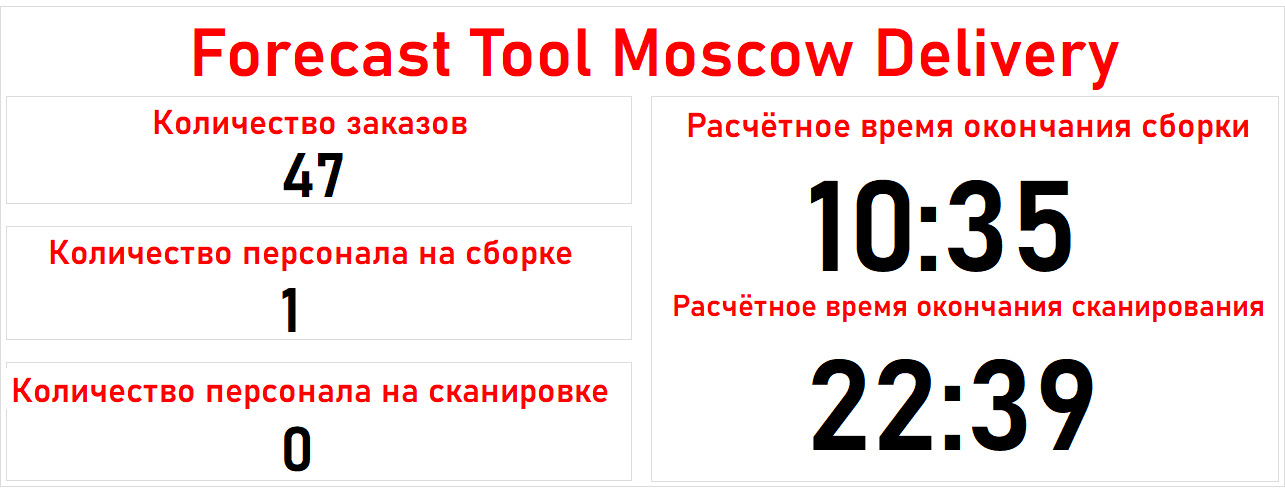 Forecast Tool Moscow Delivery
Количество заказов
47
Количество персонала на сборке
1
Количество персонала на сканировке
0
Расчётное время окончания сборки
10:35
Расчётное время окончания сканирования
22:39